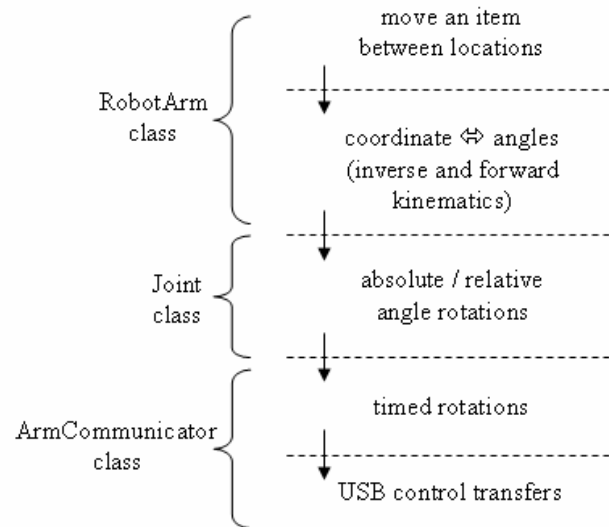 move an item
between locations
RobotArm
class
coordinate ⇔ angles
(inverse and forward
kinematics)
Joint
class
absolute / relative
angle rotations
timed rotations
ArmCommunicator
class
USB control transfers